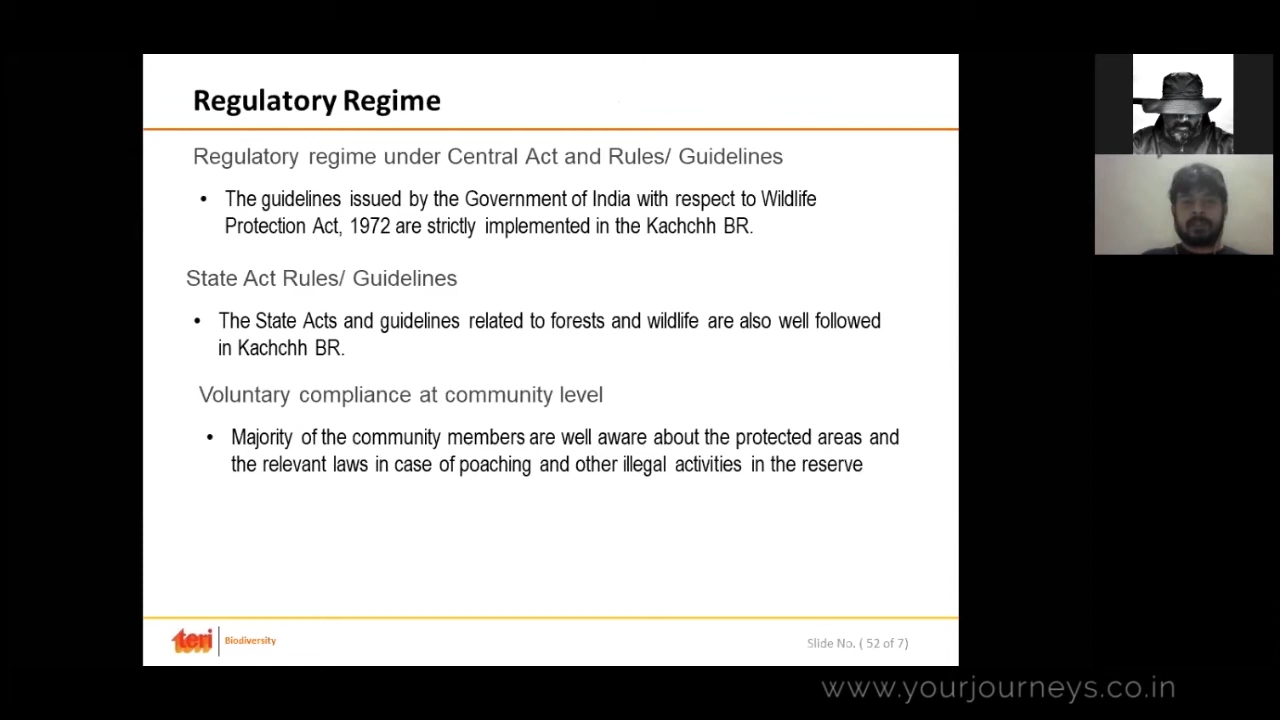 Regulatory Regime
Regulatory regime under Central Act and Rules/ Guidelines
• The guidelines issued by the Government of India with respect to Wildlife
Protection Act, 1972 are strictly implemented in the Kachchh BR.
State Act Rules/ Guidelines
• The State Acts and guidelines related to forests and wildlife are also well followed
in Kachchh BR.
Voluntary compliance at community level
• Majority of the community members are well aware about the protected areas and
the relevant laws in case of poaching and other illegal activities in the reserve
teri Biodiversity
Slide No. ( 52 of 7)
www.yourjourneys.co.in